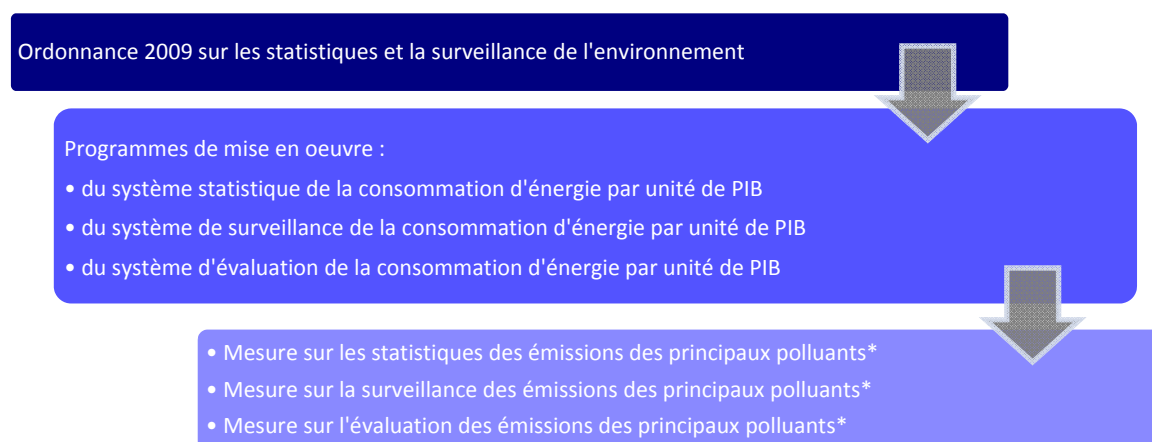 Ordonnance 2009 sur les statistiques et la surveillance de l'environnement
Programmes de mise en oeuvre :
• du système statistique de la consommation d'énergie par unité de PIB
• du système de surveillance de la consommation d'énergie par unité de PIB
• du système d'évaluation de la consommation d'énergie par unité de PIB
• Mesure sur les statistiques des émissions des principaux polluants*
• Mesure sur la surveillance des émissions des principaux polluants*
• Mesure sur l'évaluation des émissions des principaux polluants*